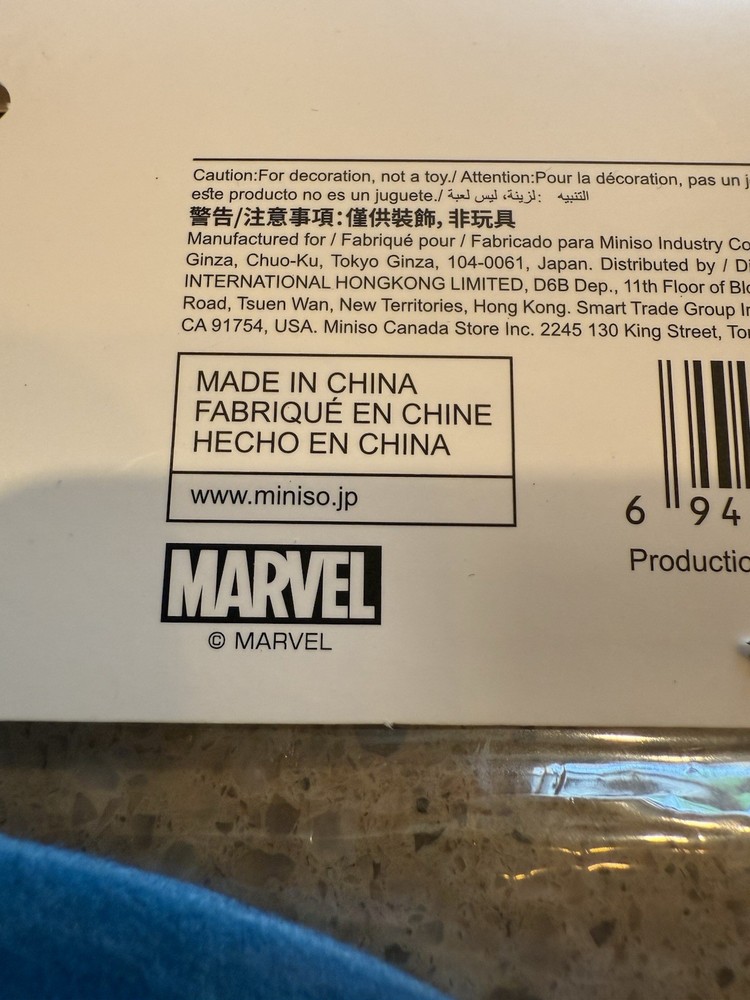 Caution:For decoration, not a toy./ Attention:Pour la décoration, pas un
este producto no es un juguete./ التنبيه: لزينة، ليس لعبة
警告/注意事項:僅供裝飾, 非玩具
Manufactured for / Fabriqué pour / Fabricado para Miniso Industry Co
Ginza, Chuo-Ku, Tokyo Ginza, 104-0061, Japan. Distributed by /
INTERNATIONAL HONGKONG LIMITED, D6B Dep., 11th Floor of
Road, Tsuen Wan, New Territories, Hong Kong. Smart Trade Group
CA 91754, USA. Miniso Canada Store Inc. 2245 130 King Street,
MADE IN CHINA
FABRIQUÉ EN CHINE
HECHO EN CHINA
www.miniso.jp
6 94
Productio
MARVEL
© MARVEL